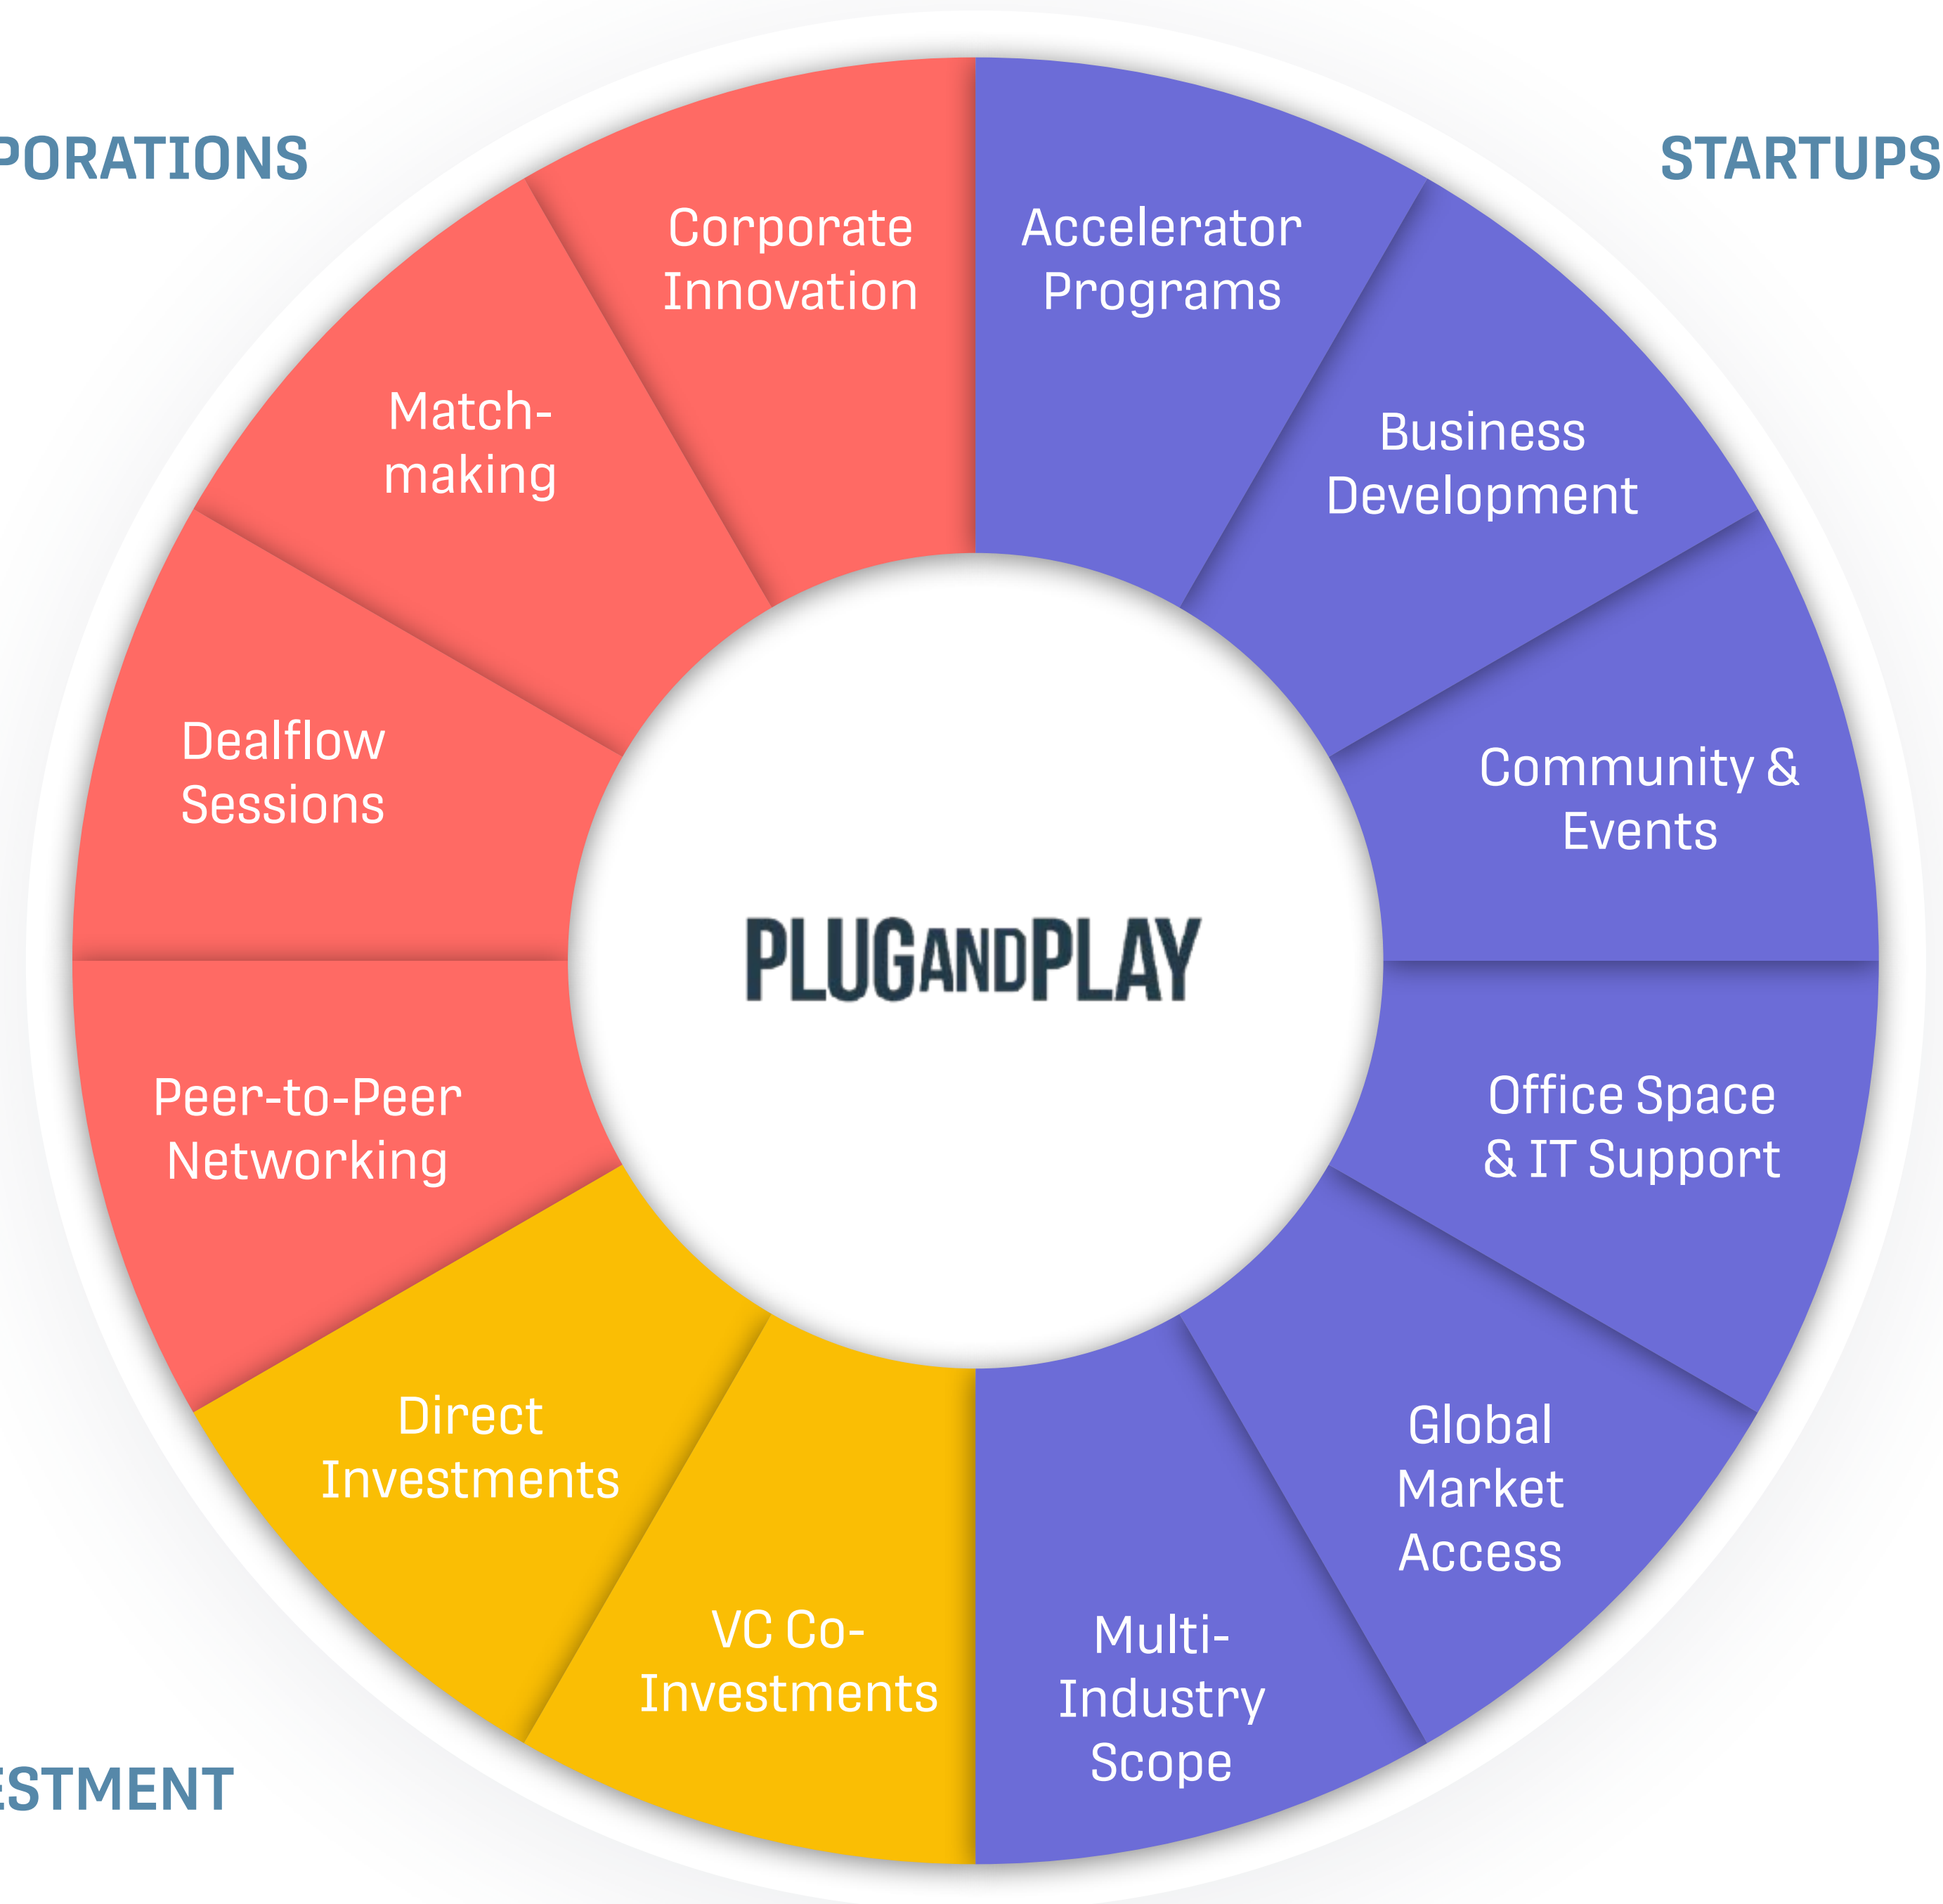 PORATIONS
STARTUPS
Corporate
Innovation
Accelerator
Programs
Match-
making
Business
Development
Dealflow
Sessions
Community &
Events
PLUGANDPLAY
Peer-to-Peer
Networking
Office Space
& IT Support
Direct
Investments
Global
Market
Access
VC Co-
Investments
Multi-
Industry
Scope
ESTMENT